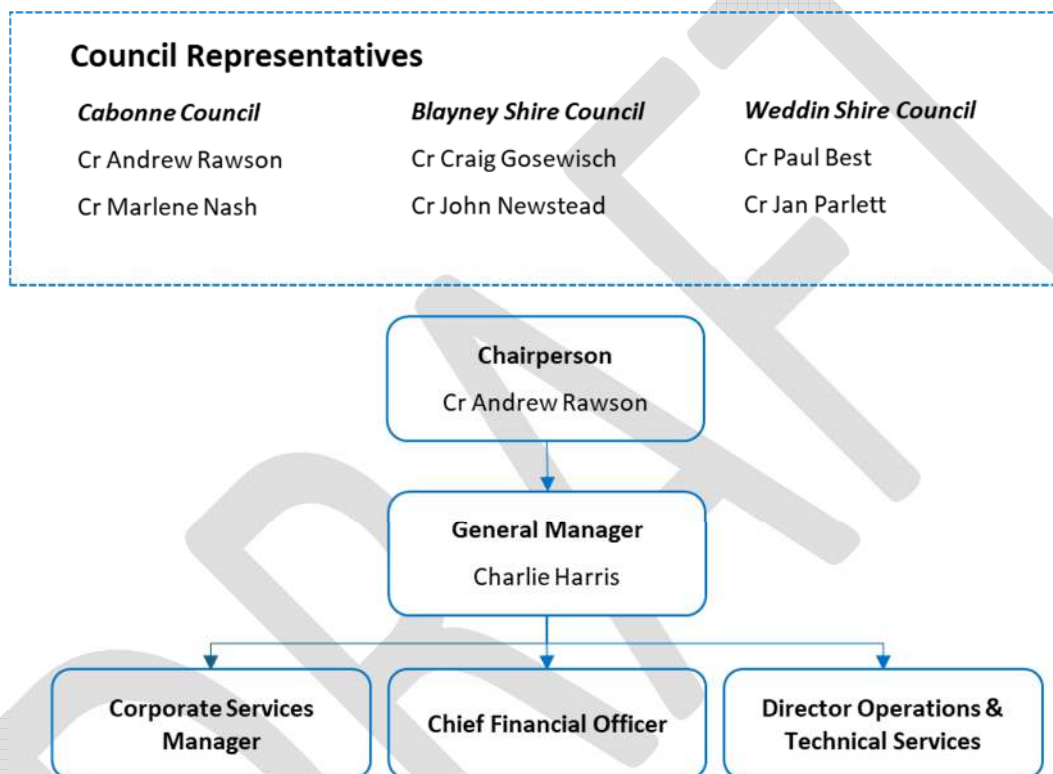 Council Representatives
Cabonne Council
Cr Andrew Rawson
Cr Marlene Nash
Blayney Shire Council
Cr Craig Gosewisch
Cr John Newstead
Weddin Shire Council
Cr Paul Best
Cr Jan Parlett
Chairperson
Cr Andrew Rawson
General Manager
Charlie Harris
Corporate Services
Manager
Chief Financial Officer
Director Operations &
Technical Services
DRAFT